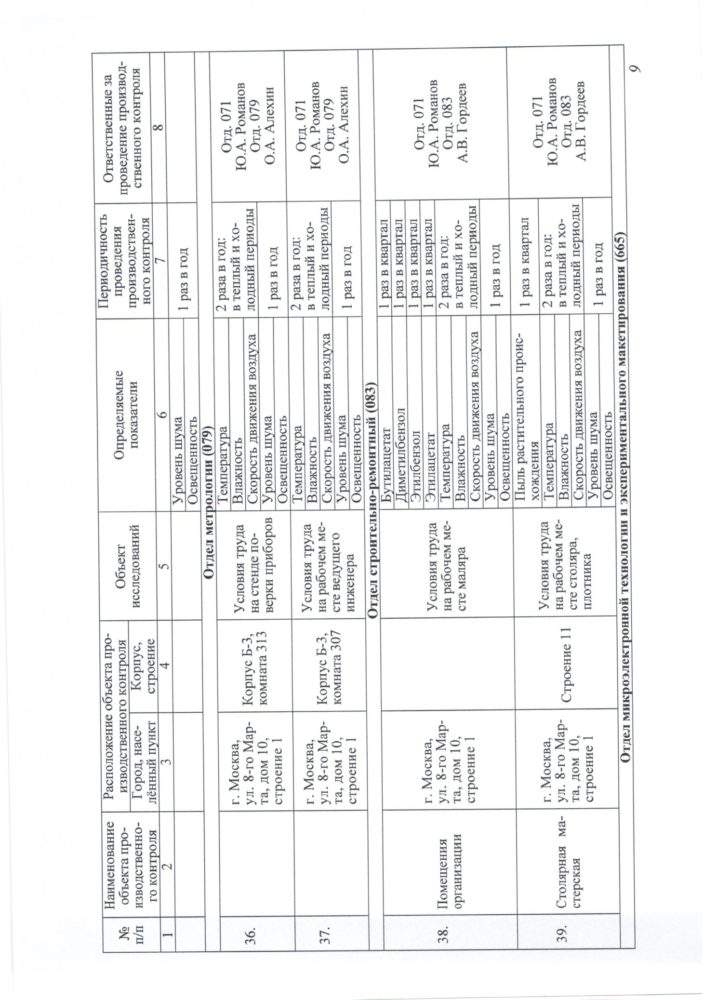 №
п/п
Наименование
объекта про-
изводственно-
го контроля
Расположение объекта про-
изводственного контроля
Город, насе-
лённый пункт
Корпус,
строение
Объект
исследований
Определяемые
показатели
Периодичность
проведения
производствен-
ного контроля
Ответственные за
проведение производ-
ственного контроля
1
2
3
4
5
6
7
8
Уровень шума
Освещенность
1 раз в год
Отдел метрологии (079)
36.
г. Москва,
ул. 8-го Мар-
та, дом 10,
строение 1
Корпус Б-3,
комната 313
Условия труда
на стенде по-
верки приборов
Температура
Влажность
Скорость движения воздуха
Уровень шума
Освещенность
2 раза в год:
в теплый и хо-
лодный периоды
1 раз в год
Отд. 071
Ю.А. Романов
Отд. 079
О.А. Алехин
37.
г. Москва,
ул. 8-го Мар-
та, дом 10,
строение 1
Корпус Б-3,
комната 307
Условия труда
на рабочем ме-
сте ведущего
инженера
Температура
Влажность
Скорость движения воздуха
Уровень шума
Освещенность
2 раза в год:
в теплый и хо-
лодный периоды
1 раз в год
Отд. 071
Ю.А. Романов
Отд. 079
О.А. Алехин
Отдел строительно-ремонтный (083)
38.
Помещения
организации
г. Москва,
ул. 8-го Мар-
та, дом 10,
строение 1
Условия труда
на рабочем ме-
сте маляра
Бутилацетат
Диметилбензол
Этилбензол
Этилацетат
Температура
Влажность
Скорость движения воздуха
Уровень шума
Освещенность
1 раз в квартал
1 раз в квартал
1 раз в квартал
1 раз в квартал
2 раза в год:
в теплый и хо-
лодный периоды
1 раз в год
Отд. 071
Ю.А. Романов
Отд. 083
А.В. Гордеев
39.
Столярная ма-
стерская
г. Москва,
ул. 8-го Мар-
та, дом 10,
строение 1
Строение 11
Условия труда
на рабочем ме-
сте столяра,
плотника
Пыль растительного проис-
хождения
Температура
Влажность
Скорость движения воздуха
Уровень шума
Освещенность
1 раз в квартал
2 раза в год:
в теплый и хо-
лодный периоды
1 раз в год
Отд. 071
Ю.А. Романов
Отд. 083
А.В. Гордеев
Отдел микроэлектронной технологии и экспериментального макетирования (665)
9